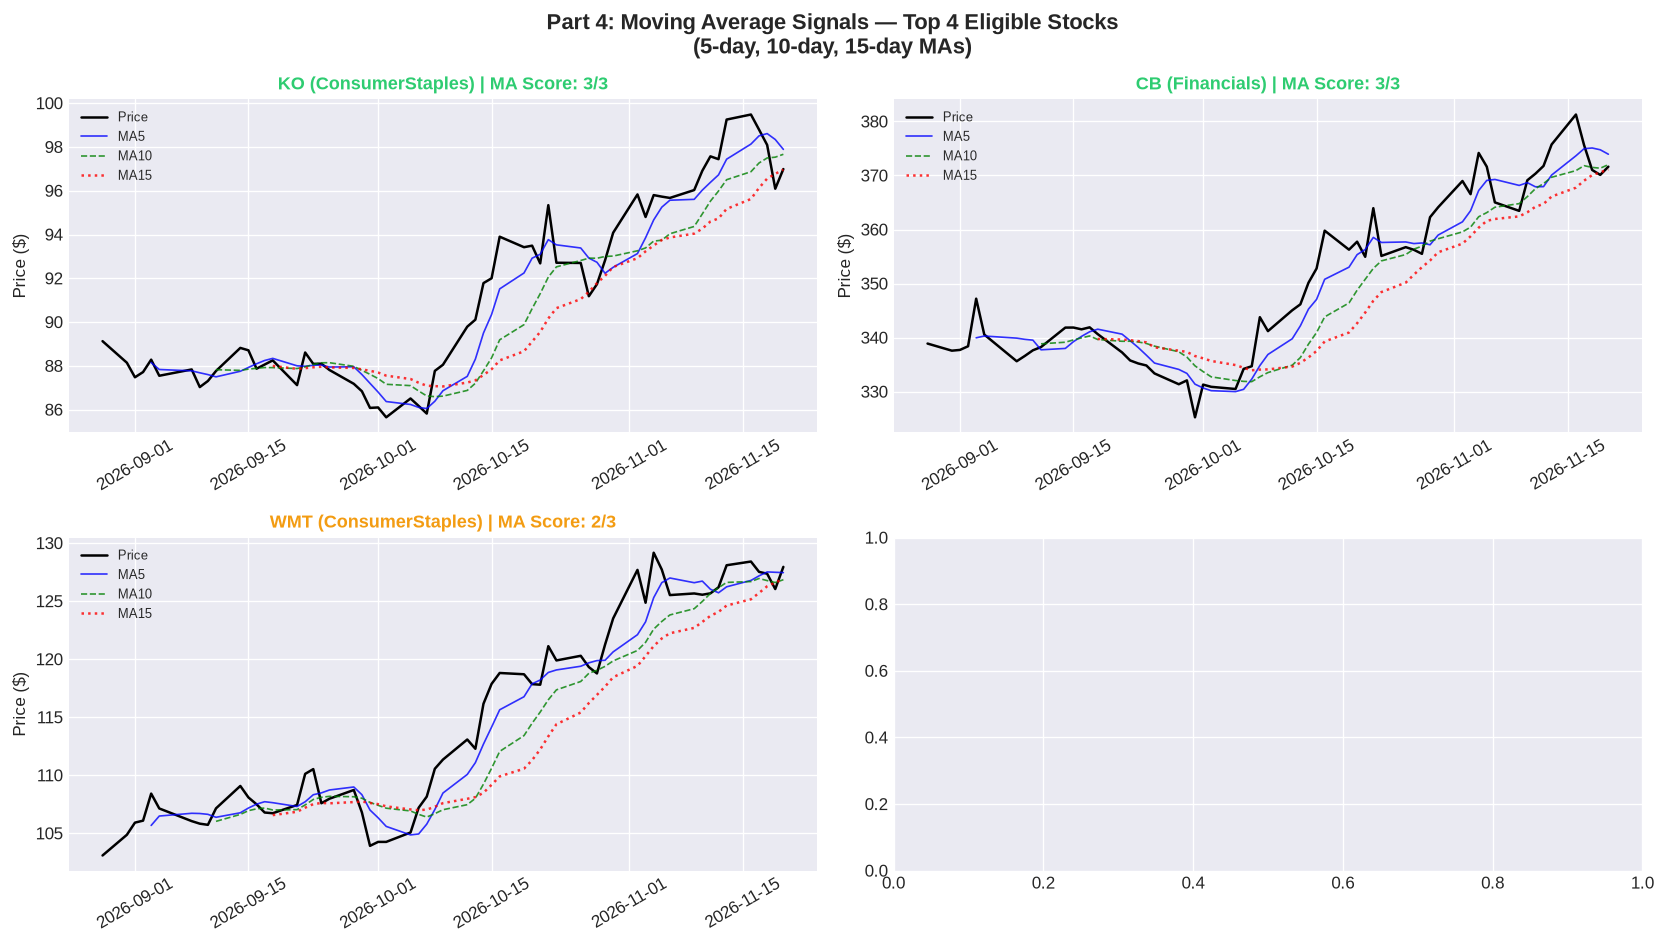 Part 4: Moving Average Signals — Top 4 Eligible Stocks
(5-day, 10-day, 15-day MAs)
KO (ConsumerStaples) | MA Score: 3/3
Price ($)
100
98
96
94
92
90
88
86
Price
MA5
MA10
MA15
2026-09-01
2026-09-15
2026-10-01
2026-10-15
2026-11-01
2026-11-15
CB (Financials) | MA Score: 3/3
Price ($)
380
370
360
350
340
330
Price
MA5
MA10
MA15
2026-09-01
2026-09-15
2026-10-01
2026-10-15
2026-11-01
2026-11-15
WMT (ConsumerStaples) | MA Score: 2/3
Price ($)
130
125
120
115
110
105
Price
MA5
MA10
MA15
2026-09-01
2026-09-15
2026-10-01
2026-10-15
2026-11-01
2026-11-15
1.0
0.8
0.6
0.4
0.2
0.0
0.0
0.2
0.4
0.6
0.8
1.0